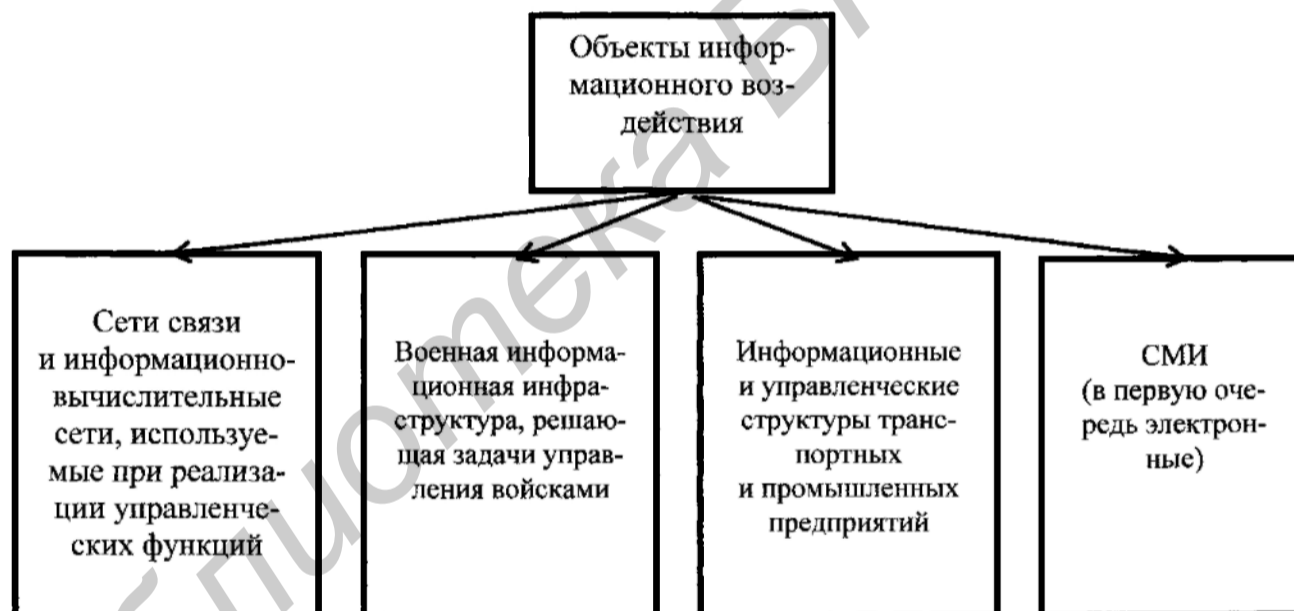 Объекты инфор-
мационного воз-
действия
Сети связи
и информационно-
вычислительные
сети, используе-
мые при реализа-
ции управленче-
ских функций
Военная информа-
ционная инфра-
структура, решаю-
щая задачи управ-
ления войсками
Информационные
и управленческие
структуры транс-
портных
и промышленных
предприятий
СМИ
(в первую оче-
редь электрон-
ные)